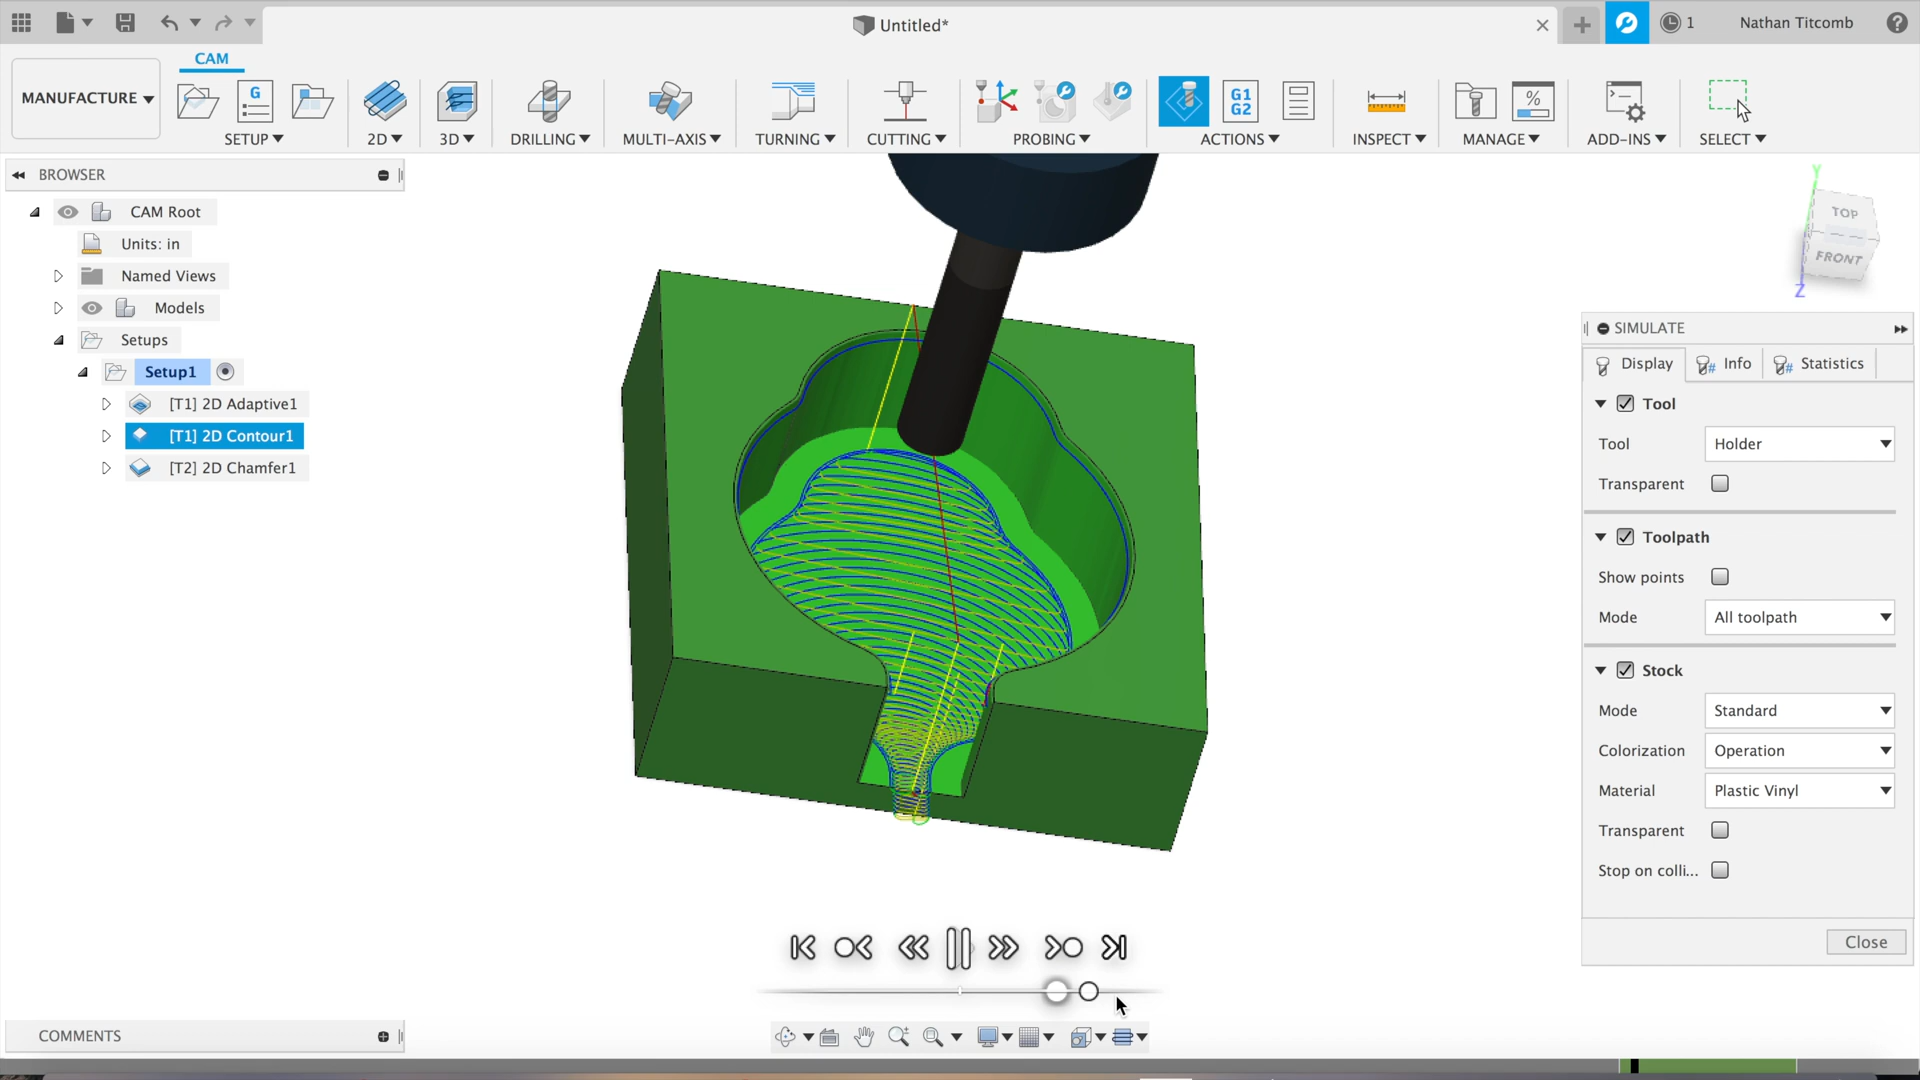 Untitled*
1
Nathan Titcomb
CAM
MANUFACTURE
G
G1
G2
%
SETUP
2D
3D
DRILLING
MULTI-AXIS
TURNING
CUTTING
PROBING
ACTIONS
INSPECT
MANAGE
ADD-INS
SELECT
BROWSER
CAM Root
Units: in
Named Views
Models
Setups
Setup1
[T1] 2D Adaptive1
[T1] 2D Contour1
[T2] 2D Chamfer1
Y
TOP
FRONT
Z
SIMULATE
Display
Info
Statistics
Tool
Tool Holder
Transparent
Toolpath
Show points
Mode All toolpath
Stock
Mode Standard
Colorization Operation
Material Plastic Vinyl
Transparent
Stop on colli...
Close
COMMENTS